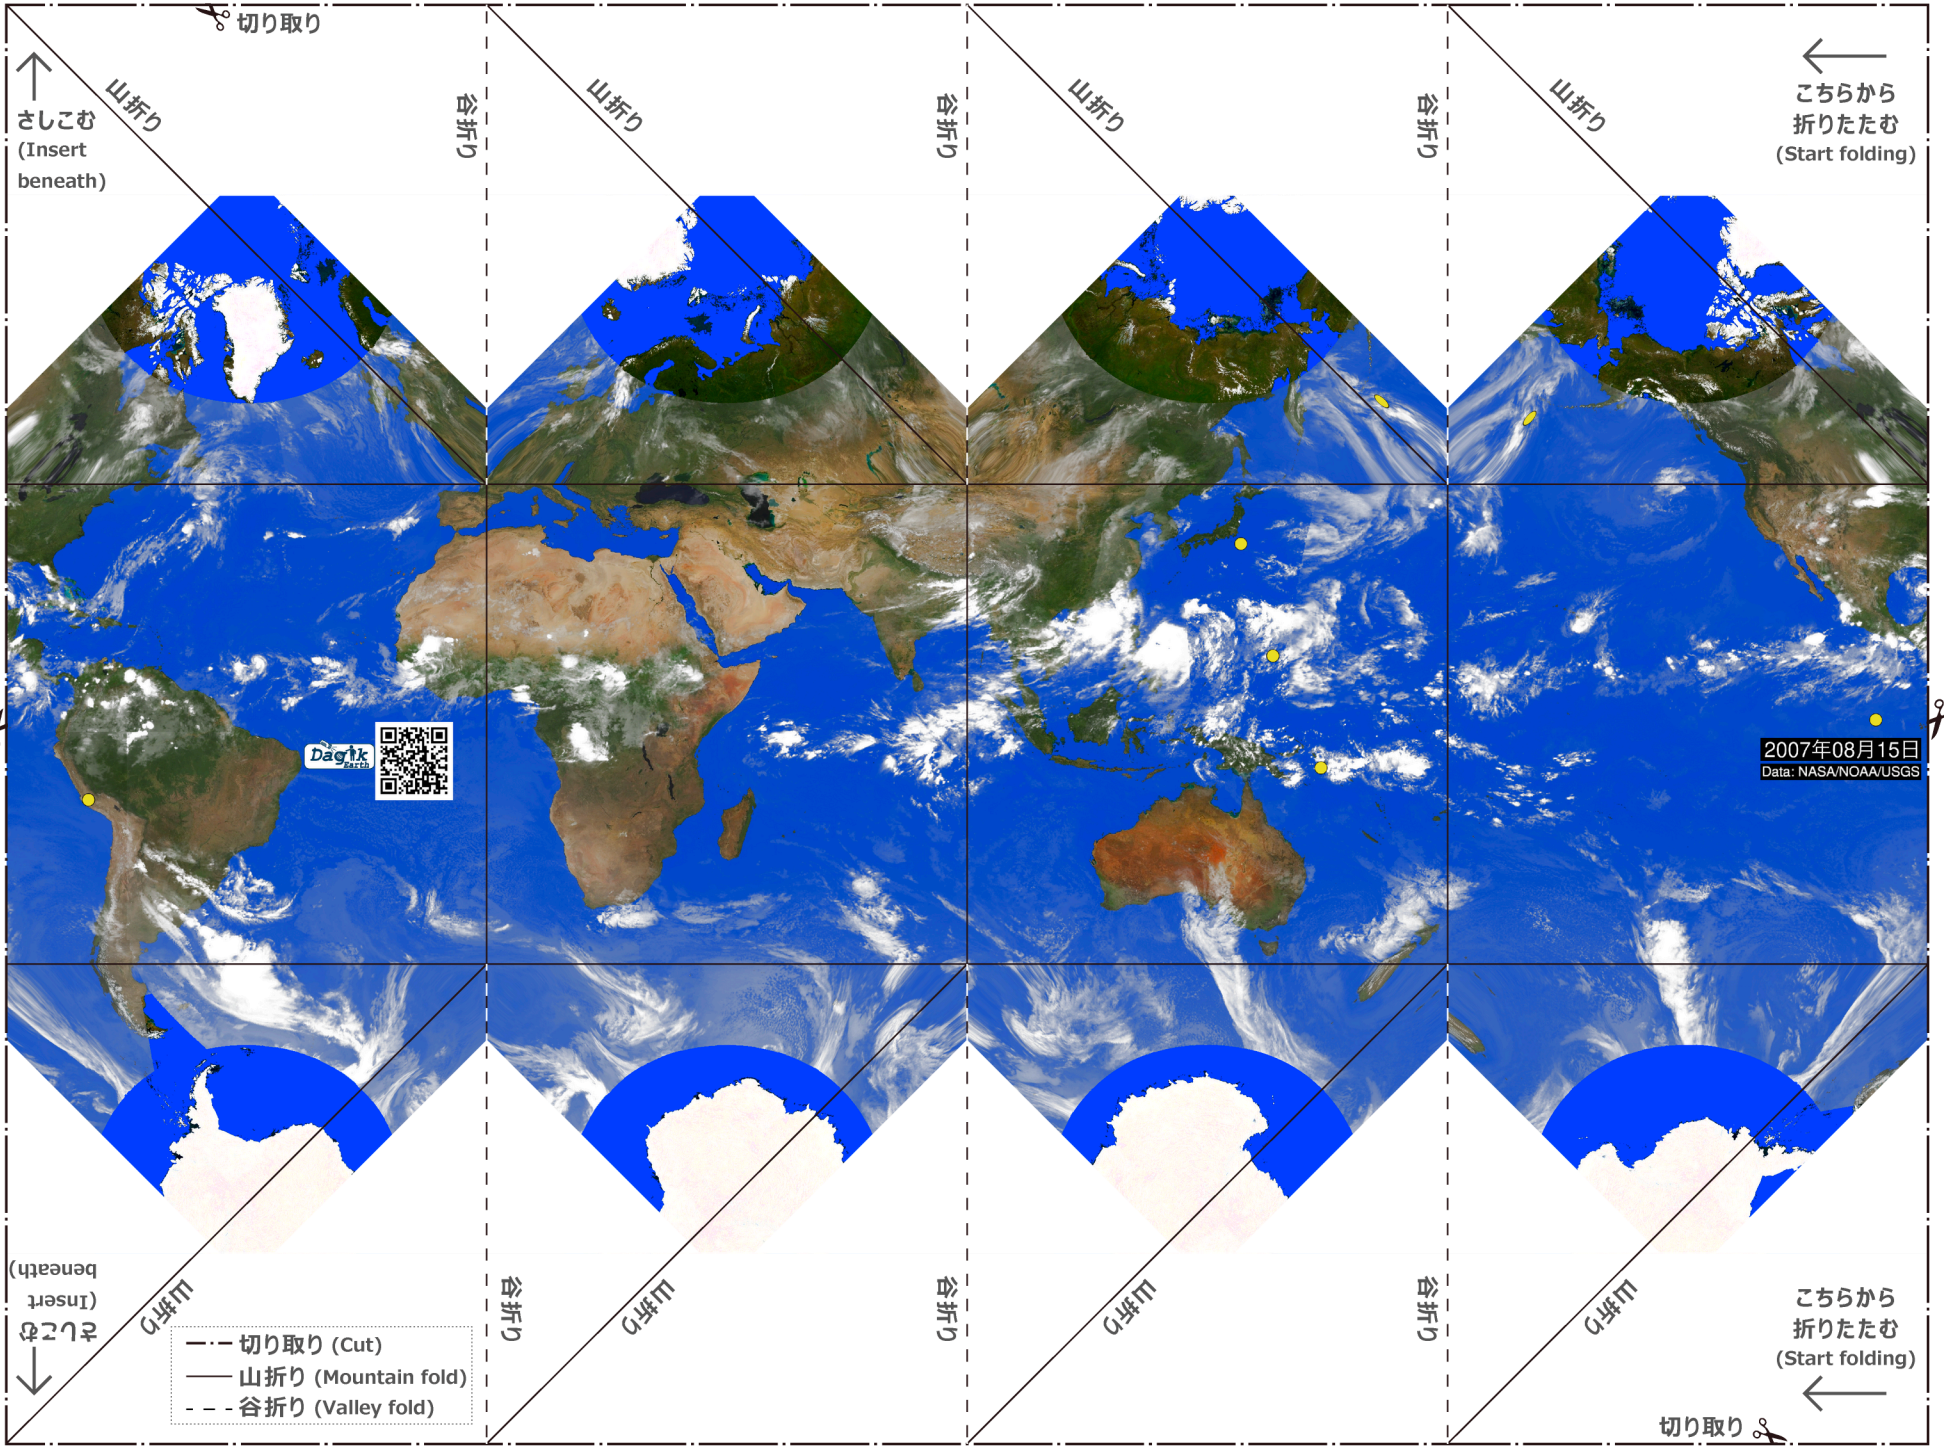 切り取り
山折り
谷折り
山折り
谷折り
山折り
谷折り
山折り
こちらから
折りたたむ
(Start folding)
さしこむ
(Insert
beneath)
Dagik
Earth
2007年08月15日
Data: NASA/NOAA/USGS
さしこむ
(Insert
beneath)
山折り
谷折り
山折り
谷折り
山折り
谷折り
山折り
こちらから
折りたたむ
(Start folding)
切り取り (Cut)
山折り (Mountain fold)
谷折り (Valley fold)
切り取り